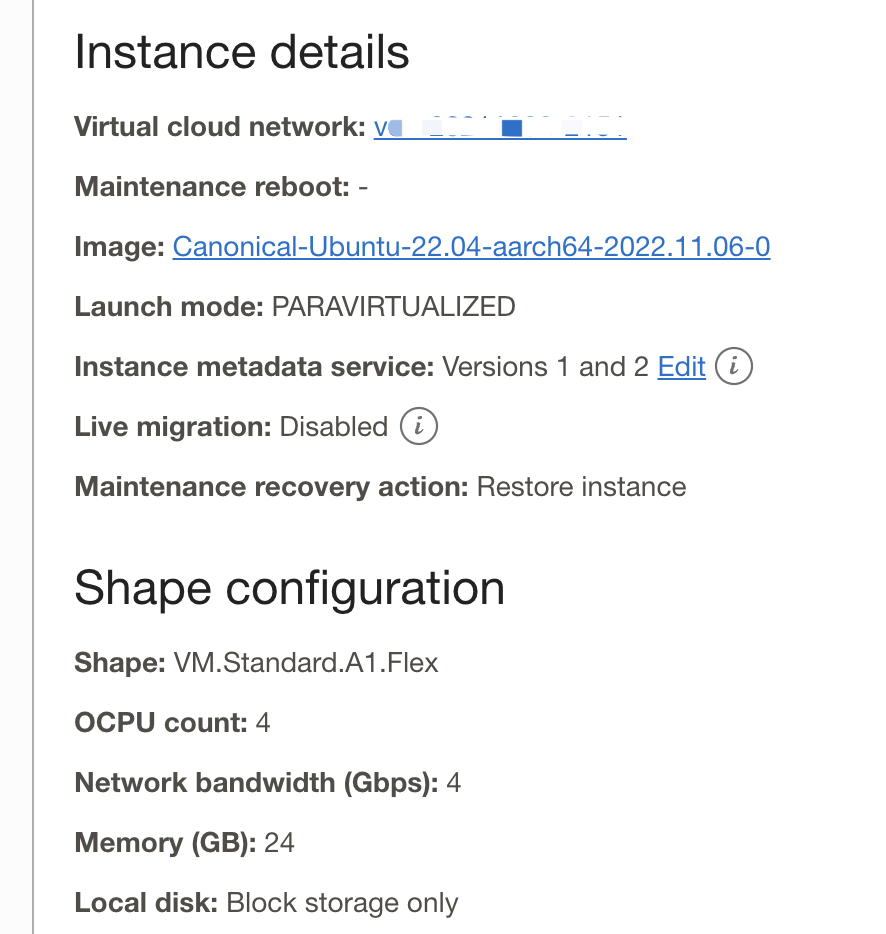 Instance details
Virtual cloud network:
Maintenance reboot: -
Image: Canonical-Ubuntu-22.04-aarch64-2022.11.06-0
Launch mode: PARAVIRTUALIZED
Instance metadata service: Versions 1 and 2 Edit i
Live migration: Disabled i
Maintenance recovery action: Restore instance
Shape configuration
Shape: VM.Standard.A1.Flex
OCPU count: 4
Network bandwidth (Gbps): 4
Memory (GB): 24
Local disk: Block storage only